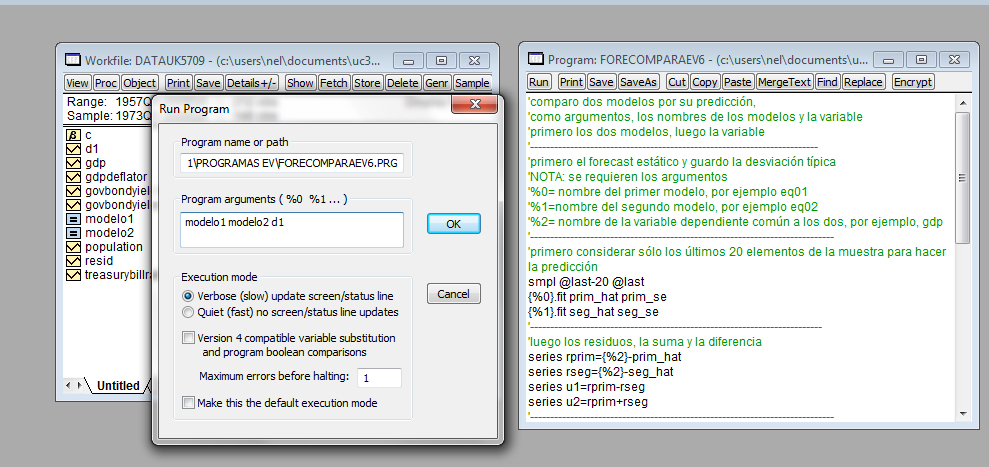 Workfile: DATAUK5709 - (c:\users\nel\documents\uc3...
View Proc Object Print Save Details+/- Show Fetch Store Delete Genr Sample
Range: 1957Q
Sample: 1973Q
c
d1
gdp
gdpdeflator
govbondyiel
govbondyiel
modelo1
modelo2
population
resid
treasurybillra
Untitled
Run Program
Program name or path
1\PROGRAMAS EV\FORECOMPARAEV6.PRG
Program arguments ( %0 %1 ... )
modelo1 modelo2 d1
OK
Execution mode
Verbose (slow) update screen/status line
Quiet (fast) no screen/status line updates
Cancel
Version 4 compatible variable substitution
and program boolean comparisons
Maximum errors before halting: 1
Make this the default execution mode
Program: FORECOMPARAEV6 - (c:\users\nel\documents\u...
Run Print Save SaveAs Cut Copy Paste MergeText Find Replace Encrypt
'comparo dos modelos por su predicción,
'como argumentos, los nombres de los modelos y la variable
'primero los dos modelos, luego la variable
'------------------------------------------------------------
'primero el forecast estático y guardo la desviación típica
'NOTA: se requieren los argumentos
'%0= nombre del primer modelo, por ejemplo eq01
'%1=nombre del segundo modelo, por ejemplo eq02
'%2= nombre de la variable dependiente común a los dos, por ejemplo, gdp
'------------------------------------------------------------
'primero considerar sólo los últimos 20 elementos de la muestra para hacer
la predicción
smpl @last-20 @last
{%0}.fit prim_hat prim_se
{%1}.fit seg_hat seg_se
'------------------------------------------------------------
'luego los residuos, la suma y la diferencia
series rprim={%2}-prim_hat
series rseg={%2}-seg_hat
series u1=rprim-rseg
series u2=rprim+rseg
'------------------------------------------------------------